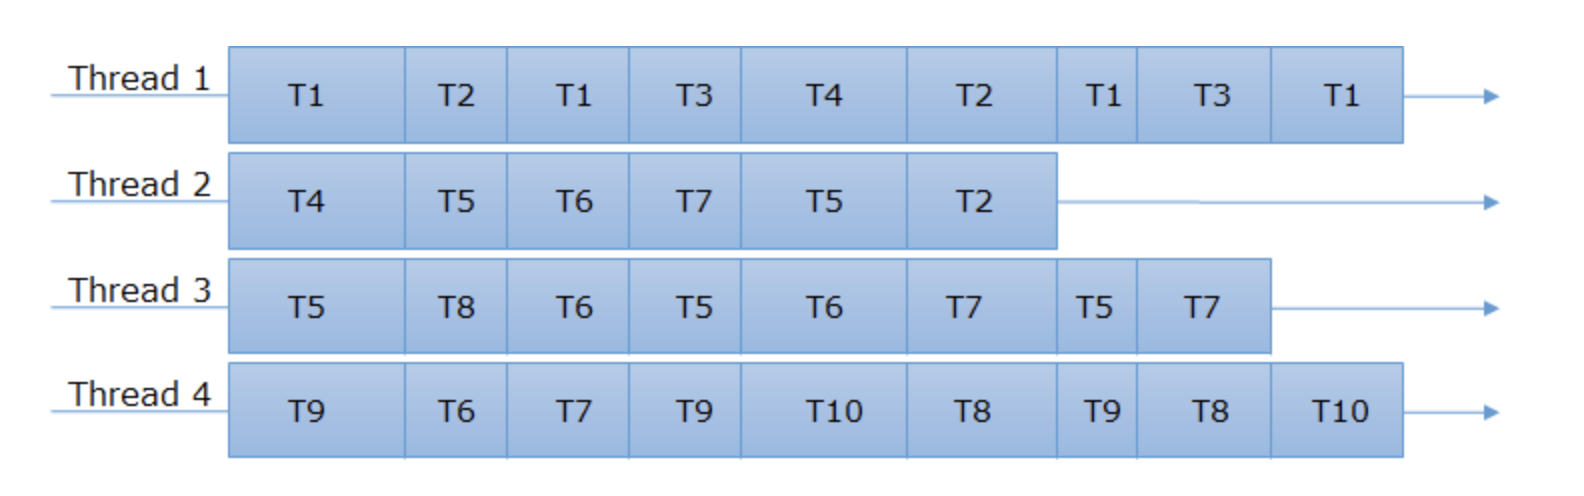 Thread 1 T1 T2 T1 T3 T4 T2 T1 T3 T1
Thread 2 T4 T5 T6 T7 T5 T2
Thread 3 T5 T8 T6 T5 T6 T7 T5 T7
Thread 4 T9 T6 T7 T9 T10 T8 T9 T8 T10